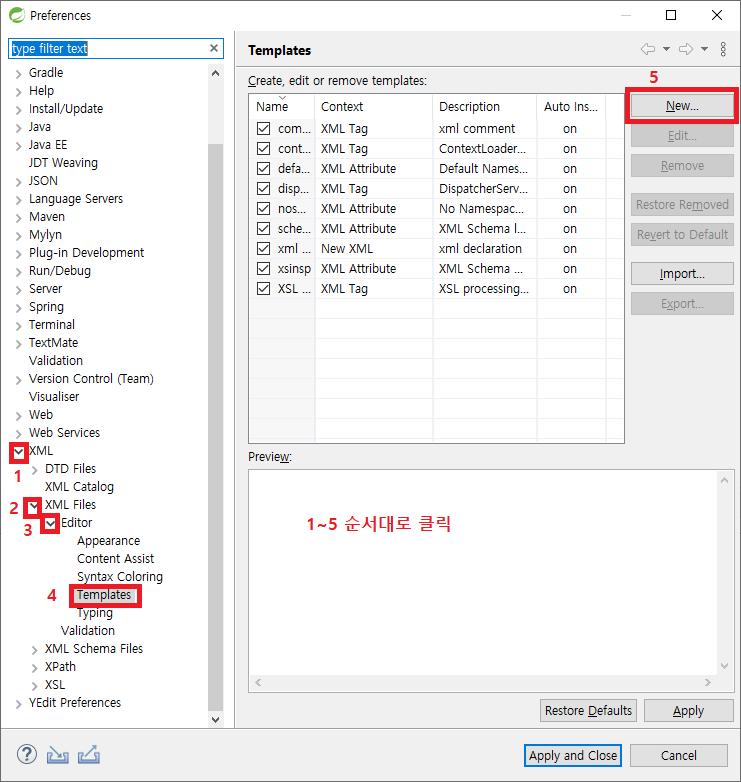 Preferences
type filter text
Gradle
Help
Install/Update
Java
Java EE
JDT Weaving
JSON
Language Servers
Maven
Mylyn
Plug-in Development
Run/Debug
Server
Spring
Terminal
TextMate
Validation
Version Control (Team)
Visualiser
Web
Web Services
XML
1
DTD Files
XML Catalog
2 XML Files
3 Editor
Appearance
Content Assist
Syntax Coloring
4 Templates
Typing
Validation
XML Schema Files
XPath
XSL
YEdit Preferences
Templates
Create, edit or remove templates:
Name Context Description Auto Ins...
com... XML Tag xml comment on
cont... XML Tag ContextLoader... on
defa... XML Attribute Default Names... on
disp... XML Tag DispatcherServ... on
nos... XML Attribute No Namespac... on
sche... XML Attribute XML Schema l... on
xml ... New XML xml declaration on
xsinsp XML Attribute XML Schema ... on
XSL ... XML Tag XSL processing... on
5
New...
Edit...
Remove
Restore Removed
Revert to Default
Import...
Export...
Preview:
1~5 순서대로 클릭
Restore Defaults Apply
? Apply and Close Cancel